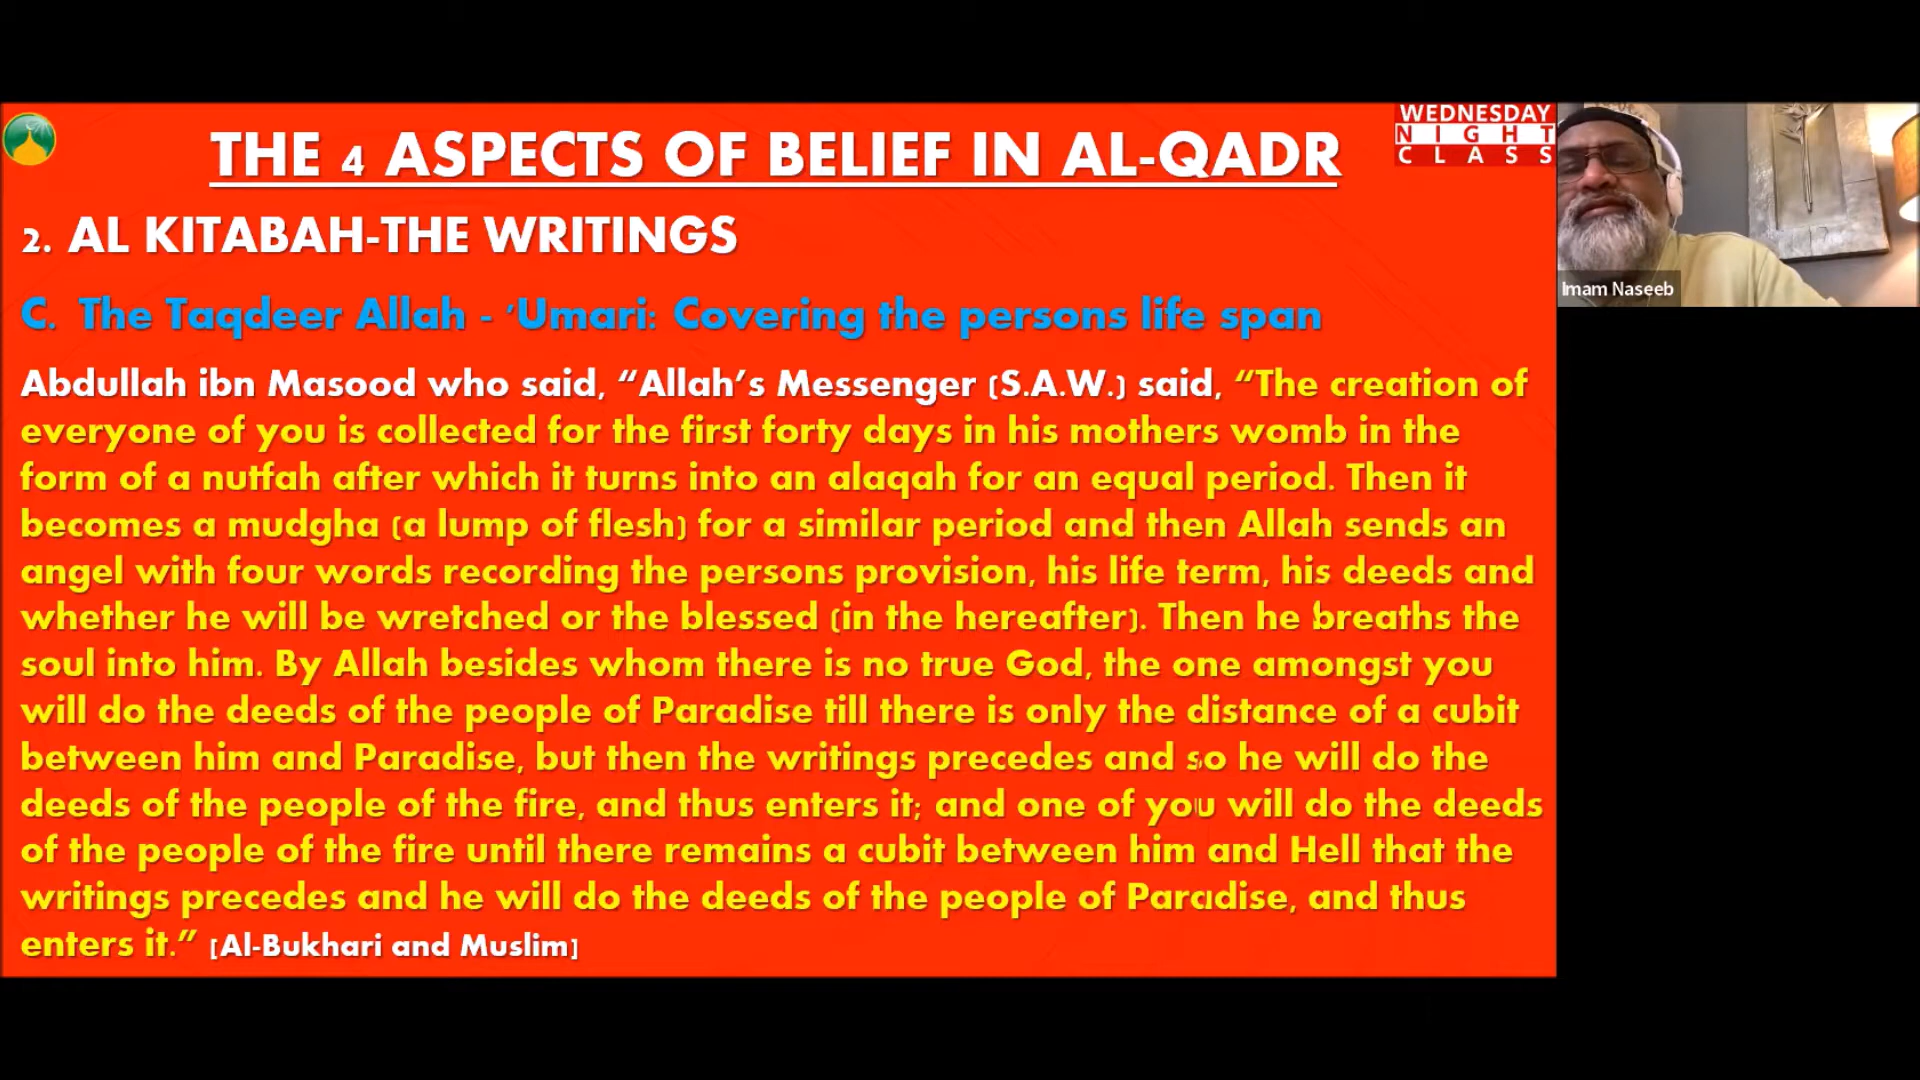 THE 4 ASPECTS OF BELIEF IN AL-QADR
WEDNESDAY
NIGHT
CLASS
2. AL KITABAH-THE WRITINGS
C. The Taqdeer Allah - 'Umari: Covering the persons life span
Abdullah ibn Masood who said, “Allah’s Messenger (S.A.W.) said, “The creation of
everyone of you is collected for the first forty days in his mothers womb in the
form of a nutfah after which it turns into an alaqah for an equal period. Then it
becomes a mudgha (a lump of flesh) for a similar period and then Allah sends an
angel with four words recording the persons provision, his life term, his deeds and
whether he will be wretched or the blessed (in the hereafter). Then he breaths the
soul into him. By Allah besides whom there is no true God, the one amongst you
will do the deeds of the people of Paradise till there is only the distance of a cubit
between him and Paradise, but then the writings precedes and so he will do the
deeds of the people of the fire, and thus enters it; and one of you will do the deeds
of the people of the fire until there remains a cubit between him and Hell that the
writings precedes and he will do the deeds of the people of Paradise, and thus
enters it.” [Al-Bukhari and Muslim]
Imam Naseeb